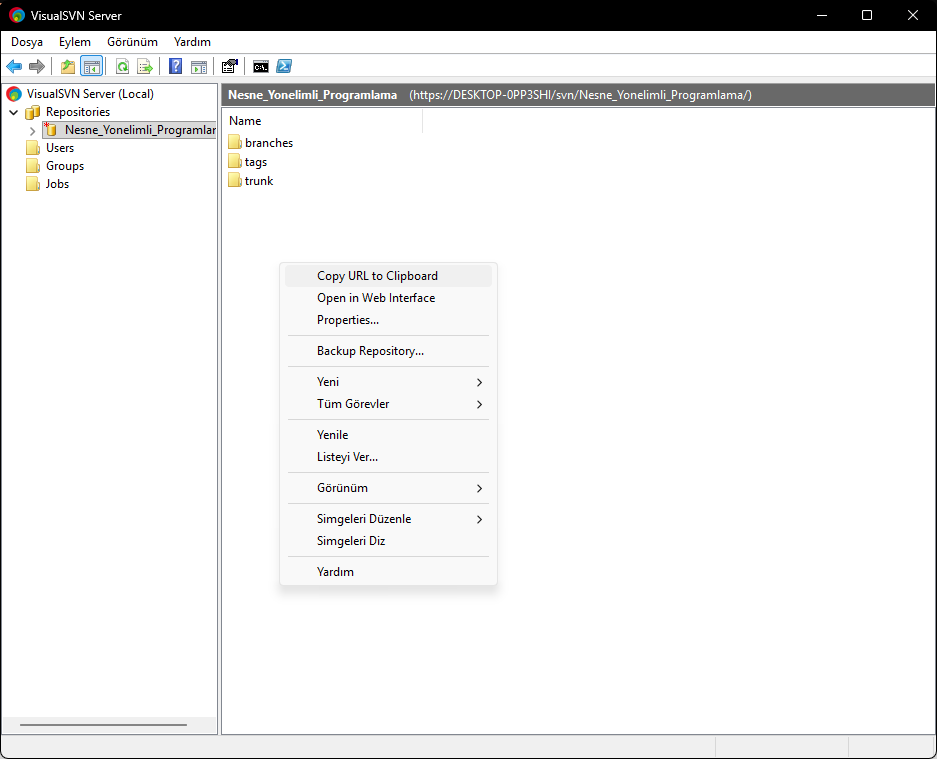 VisualSVN Server
Dosya Eylem Görünüm Yardım
VisualSVN Server (Local)
Repositories
Nesne_Yonelimli_Programlar
Users
Groups
Jobs
Nesne_Yonelimli_Programlama (https://DESKTOP-0PP3SHI/svn/Nesne_Yonelimli_Programlama/)
Name
branches
tags
trunk
Copy URL to Clipboard
Open in Web Interface
Properties...
Backup Repository...
Yeni
Tüm Görevler
Yenile
Listeyi Ver...
Görünüm
Simgeleri Düzenle
Simgeleri Diz
Yardım